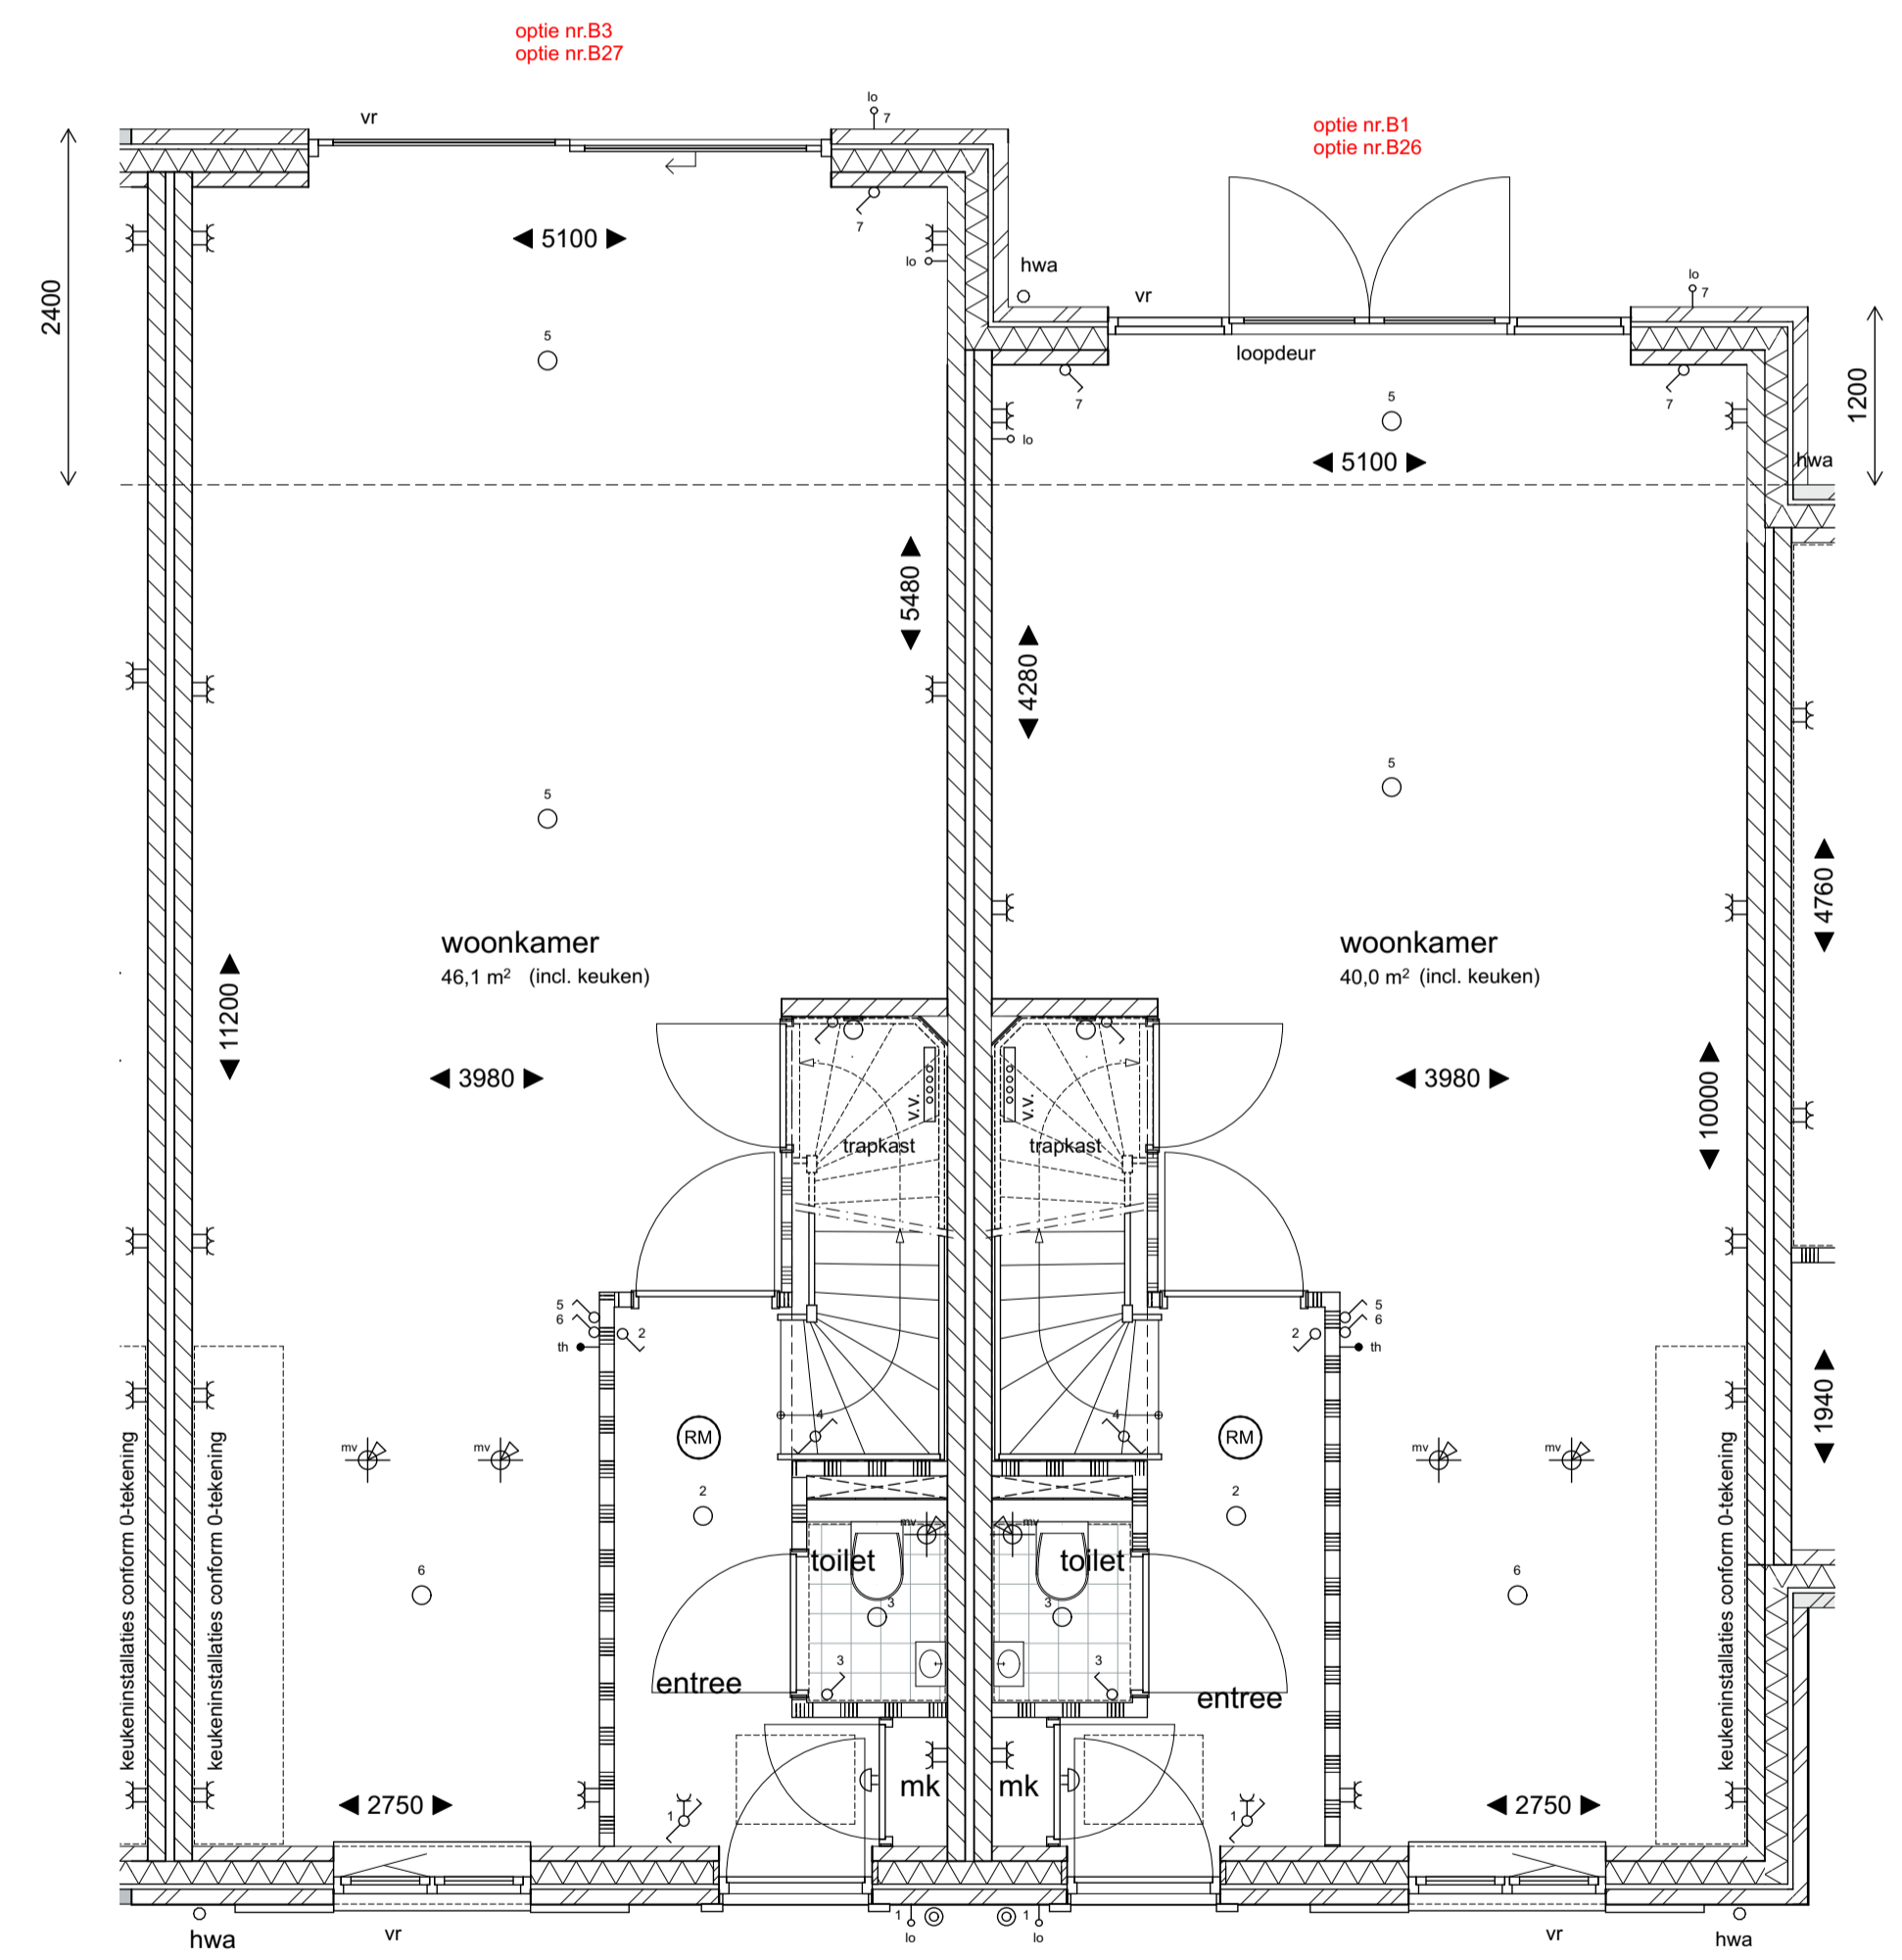 optie nr.B3
optie nr.B27
optie nr.B1
optie nr.B26
vr
lo
7
7
5100
lo
2400
5
hwa
vr
lo
7
loopdeur
7
7
lo
5
5100
1200
hwa
5480
4280
5
5
4760
woonkamer
46,1 m² (incl. keuken)
woonkamer
40,0 m² (incl. keuken)
11200
3980
3980
10000
v.v.
v.v.
trapkast
trapkast
5
6
th
2
2
5
6
th
11940
4
4
RM
RM
mv
mv
mv
mv
2
2
keukeninstallaties conform 0-tekening
keukeninstallaties conform 0-tekening
keukeninstallaties conform 0-tekening
mv
mv
toilet
toilet
6
6
3
3
3
3
entree
entree
mk
mk
2750
2750
1
1
hwa
vr
1
lo
1
lo
vr
hwa